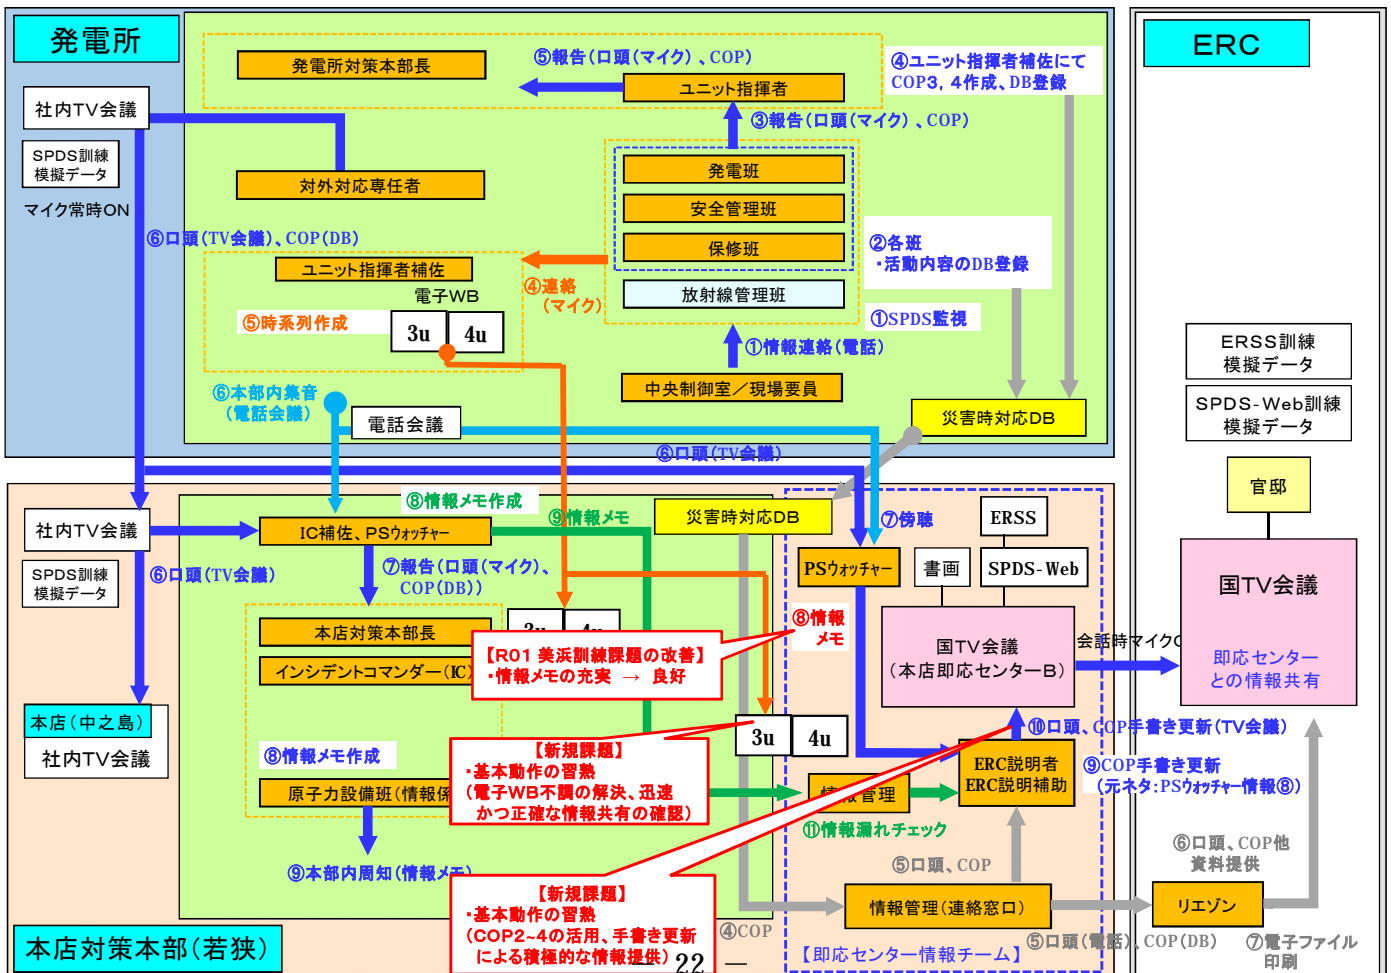 発電所
ERC
発電所対策本部長
⑤報告(口頭(マイク)、COP)
ユニット指揮者
④ユニット指揮者補佐にて
COP3, 4作成、DB登録
社内TV会議
SPDS訓練
模擬データ
マイク常時ON
対外対応専任者
③報告(口頭(マイク)、COP)
発電班
安全管理班
保修班
放射線管理班
②各班
・活動内容のDB登録
①SPDS監視
⑥口頭(TV会議)、COP(DB)
ユニット指揮者補佐
電子WB
⑤時系列作成
3u
4u
④連絡
(マイク)
①情報連絡(電話)
中央制御室/現場要員
⑥本部内集音
(電話会議)
電話会議
災害時対応DB
⑥口頭(TV会議)
ERSS訓練
模擬データ
SPDS-Web訓練
模擬データ
官邸
国TV会議
即応センター
との情報共有
社内TV会議
SPDS訓練
模擬データ
⑥口頭(TV会議)
⑧情報メモ作成
IC補佐、PSウォッチャー
⑨情報メモ
災害時対応DB
⑦傍聴
ERSS
PSウォッチャー
書画
SPDS-Web
⑦報告(口頭(マイク)、
COP(DB))
本店対策本部長
インシデントコマンダー(IC)
【R01 美浜訓練課題の改善】
・情報メモの充実 → 良好
⑧情報
メモ
国TV会議
(本店即応センターB)
会話時マイク
本店(中之島)
社内TV会議
⑧情報メモ作成
原子力設備班(情報係
【新規課題】
・基本動作の習熟
(電子WB不調の解決、迅速
かつ正確な情報共有の確認)
3u
4u
⑩口頭、COP手書き更新(TV会議)
ERC説明者
ERC説明補助
⑨COP手書き更新
(元ネタ:PSウォッチャー情報⑧)
情報管理
⑪情報漏れチェック
⑨本部内周知(情報メモ)
⑤口頭、COP
⑥口頭、COP他
資料提供
【新規課題】
・基本動作の習熟
(COP2~4の活用、手書き更新
による積極的な情報提供)
④COP
情報管理(連絡窓口)
リエゾン
⑤口頭(電話)、COP(DB)
⑦電子ファイル
印刷
【即応センター情報チーム】
本店対策本部(若狭)
— 22 —